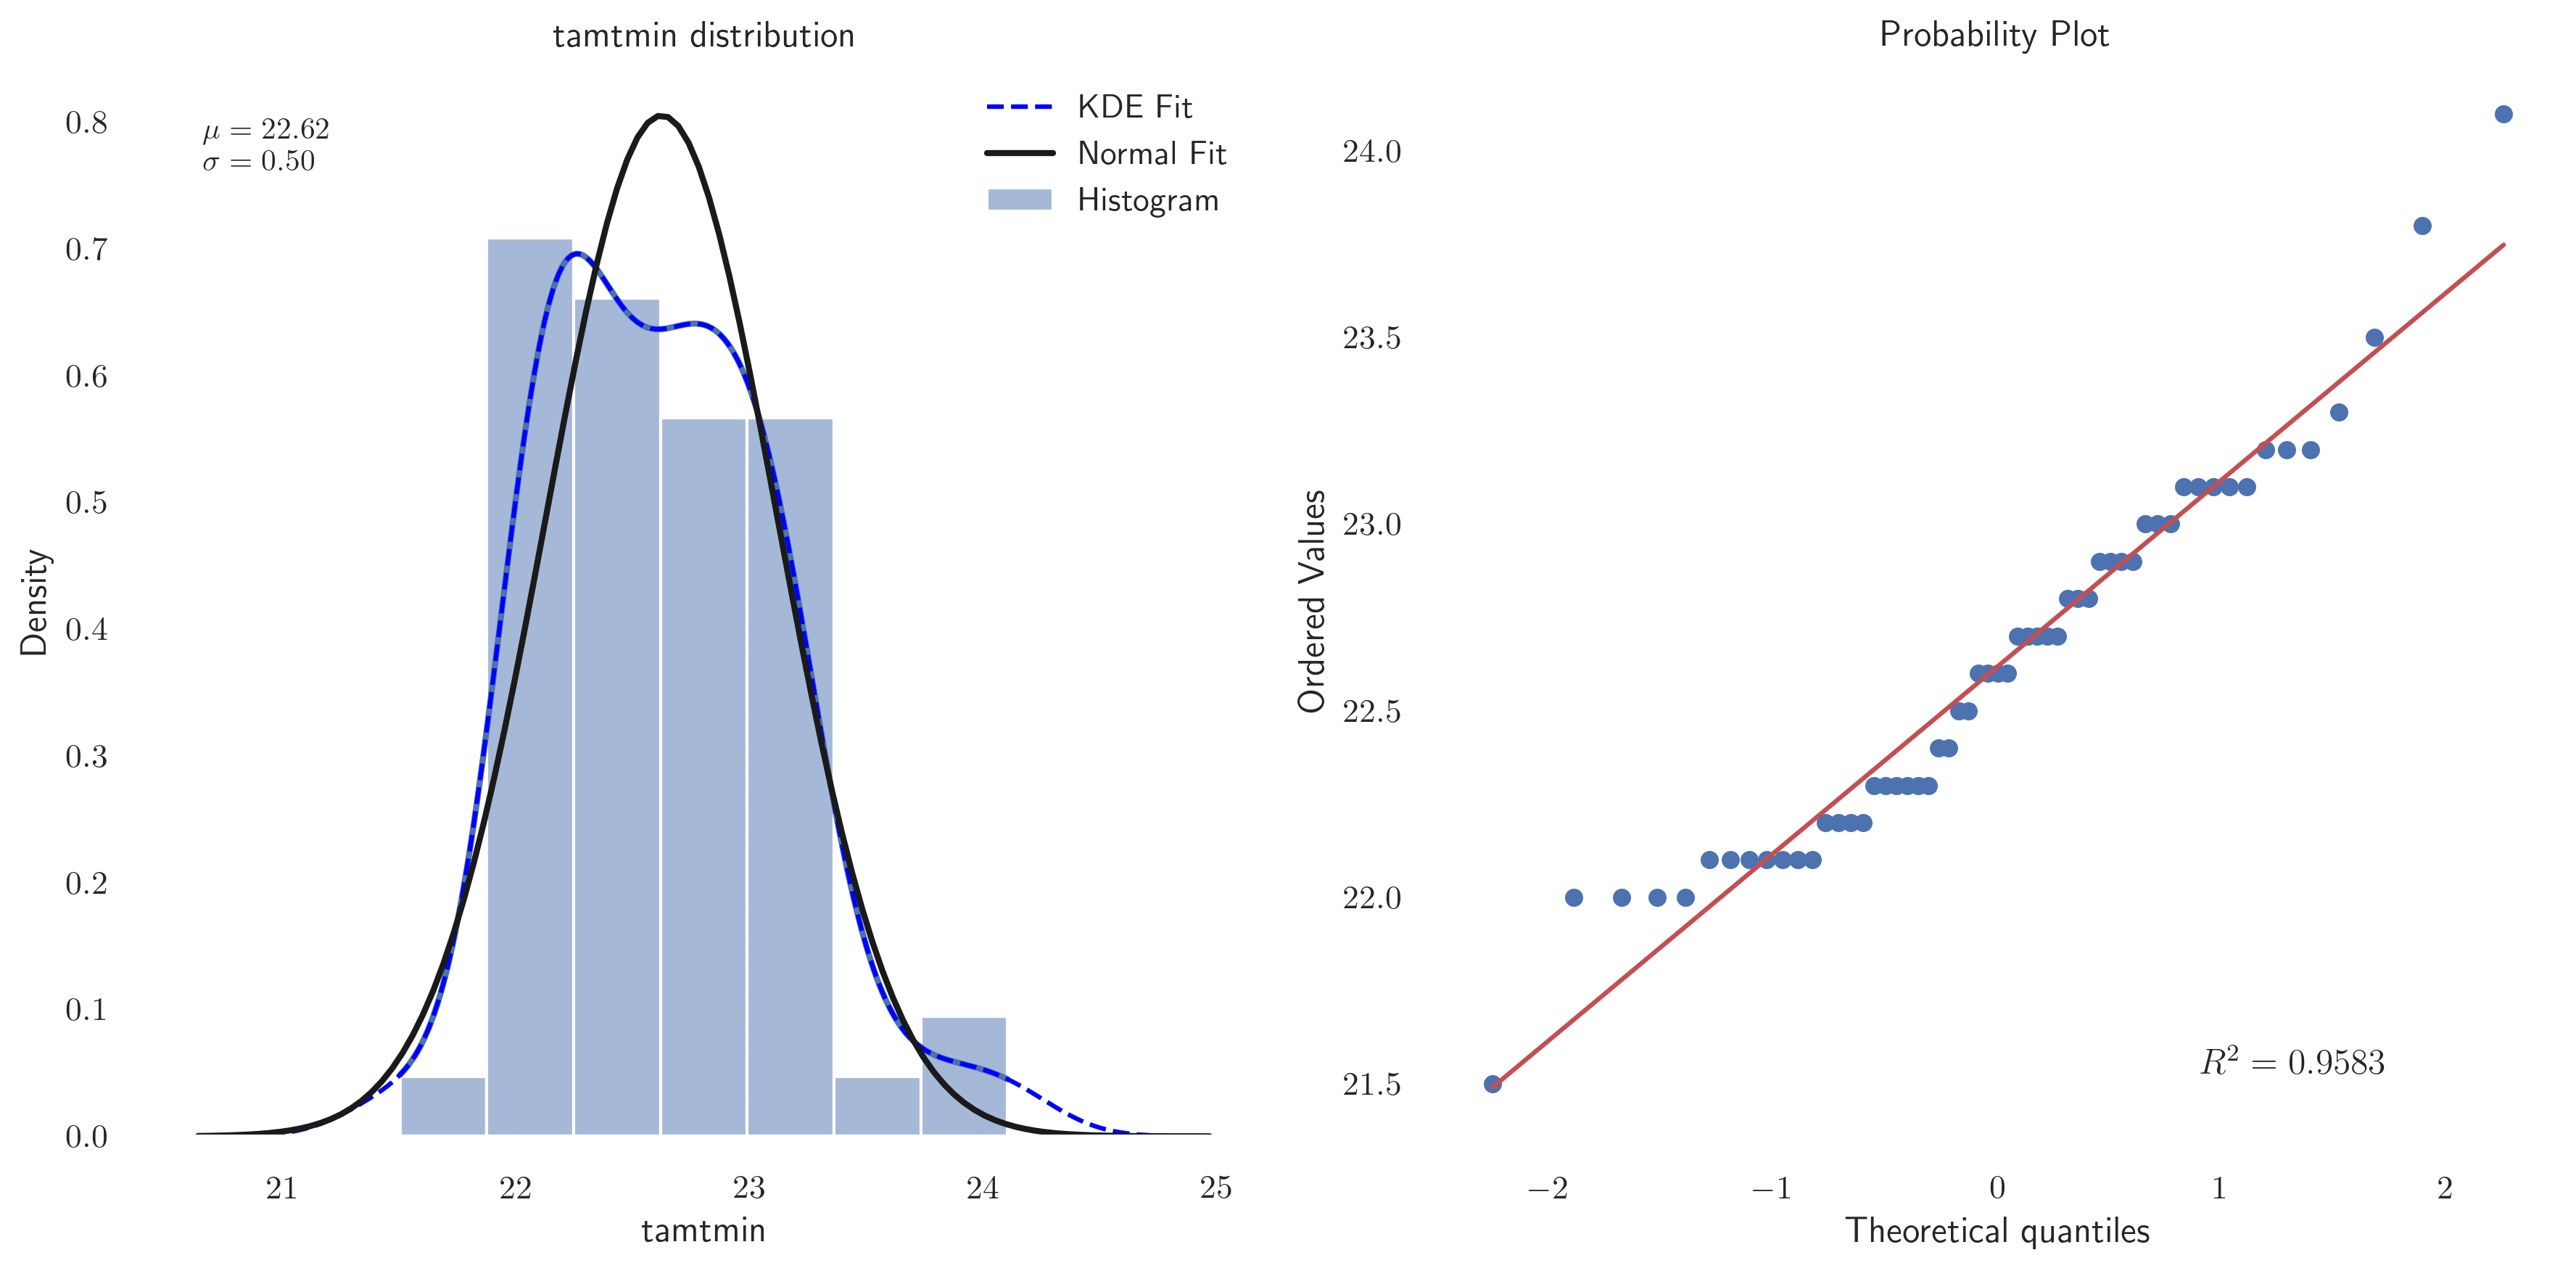 tamtmin distribution
μ = 22.62
σ = 0.50
KDE Fit
Normal Fit
Histogram
Density
0.8
0.7
0.6
0.5
0.4
0.3
0.2
0.1
0.0
21 22 23 24 25
tamtmin
Probability Plot
Ordered Values
24.0
23.5
23.0
22.5
22.0
21.5
R² = 0.9583
−2 −1 0 1 2
Theoretical quantiles